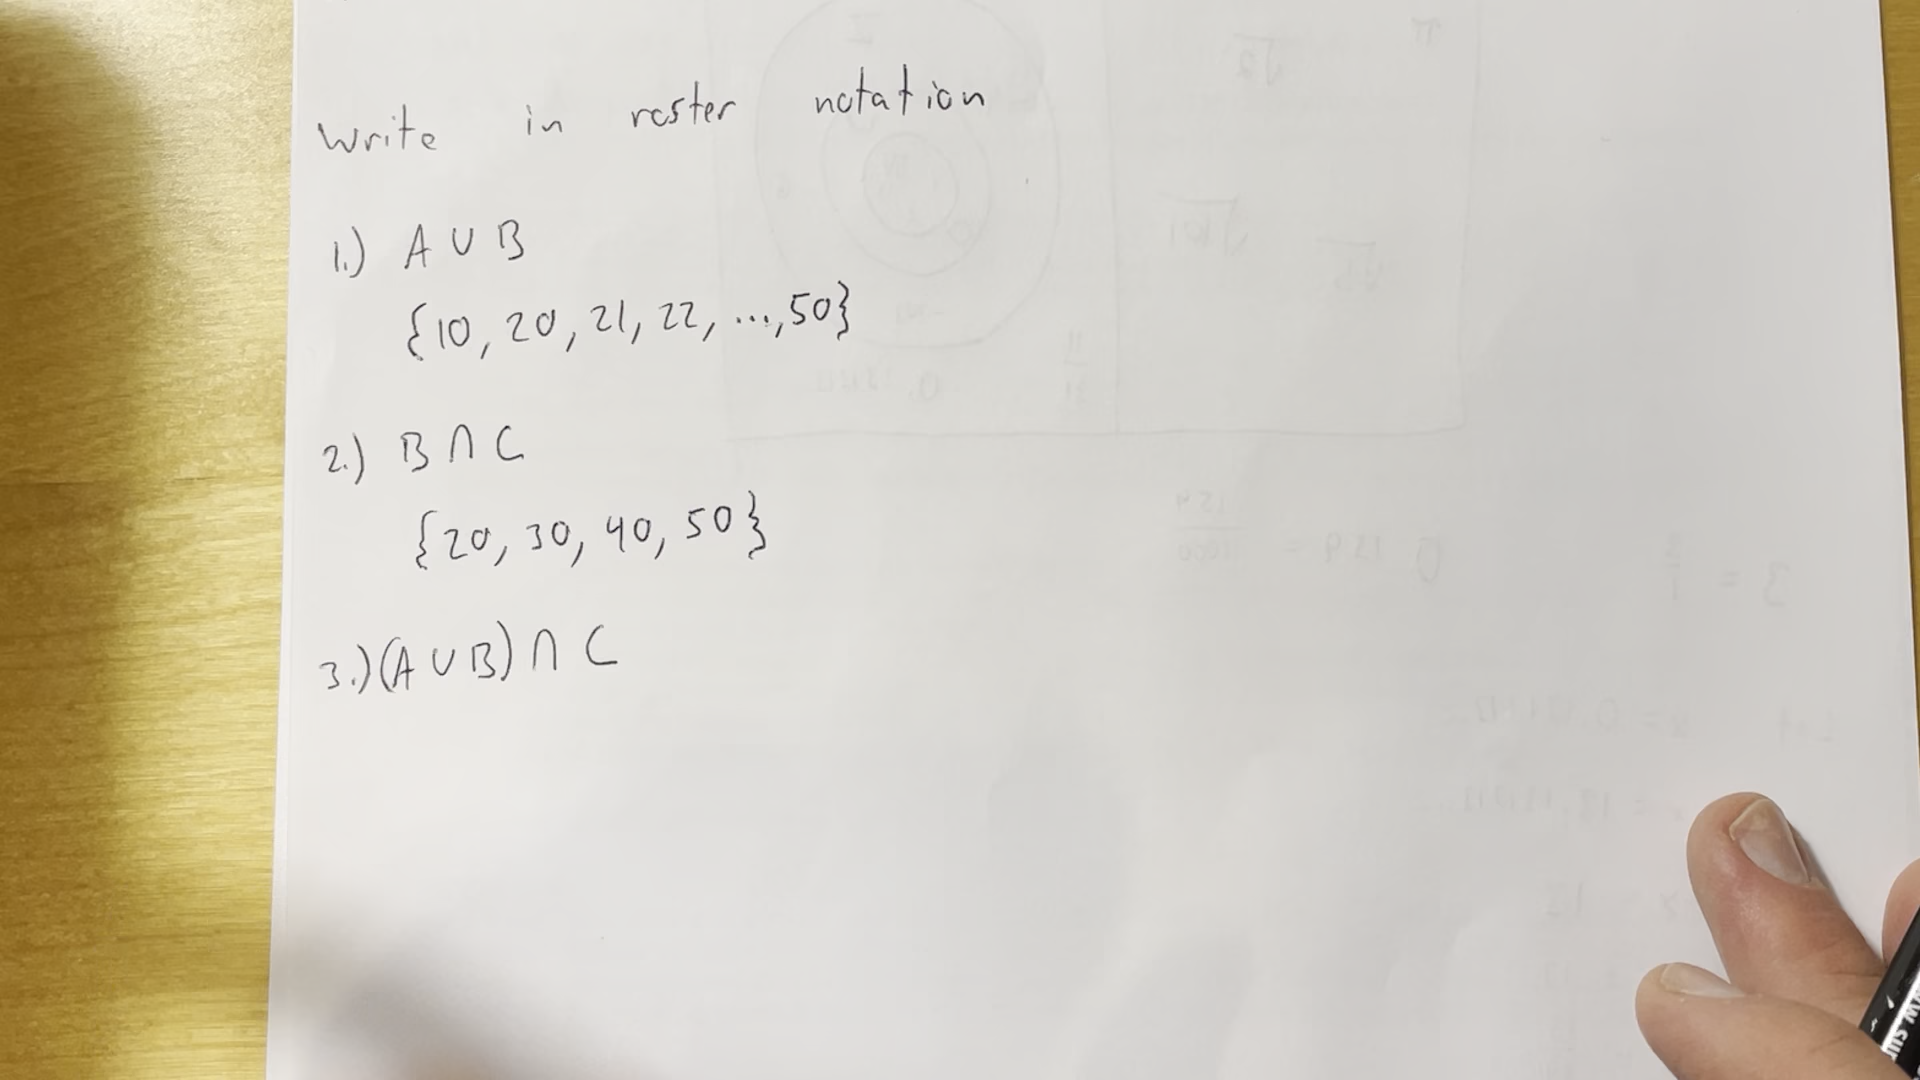 Write in roster notation
1.) A ∪ B
{10, 20, 21, 22, ..., 50}
2.) B ∩ C
{20, 30, 40, 50}
3.) (A ∪ B) ∩ C